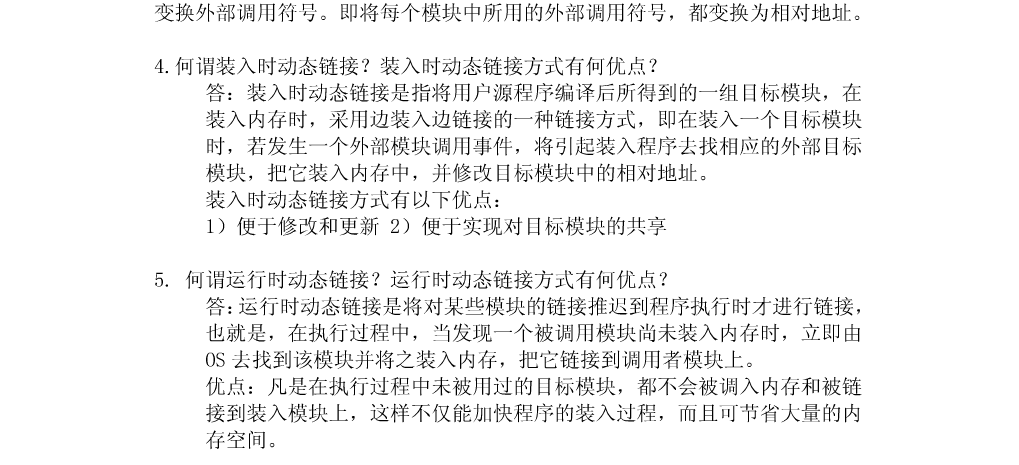 变换外部调用符号。即将每个模块中所用的外部调用符号，都变换为相对地址。
4.何谓装入时动态链接？装入时动态链接方式有何优点？
答：装入时动态链接是指将用户源程序编译后所得到的一组目标模块，在
装入内存时，采用边装入边链接的一种链接方式，即在装入一个目标模块
时，若发生一个外部模块调用事件，将引起装入程序去找相应的外部目标
模块，把它装入内存中，并修改目标模块中的相对地址。
装入时动态链接方式有以下优点：
1）便于修改和更新 2）便于实现对目标模块的共享
5. 何谓运行时动态链接？运行时动态链接方式有何优点？
答：运行时动态链接是将对某些模块的链接推迟到程序执行时才进行链接，
也就是，在执行过程中，当发现一个被调用模块尚未装入内存时，立即由
OS 去找到该模块并将之装入内存，把它链接到调用者模块上。
优点：凡是在执行过程中未被用过的目标模块，都不会被调入内存和被链
接到装入模块上，这样不仅能加快程序的装入过程，而且可节省大量的内
存空间。